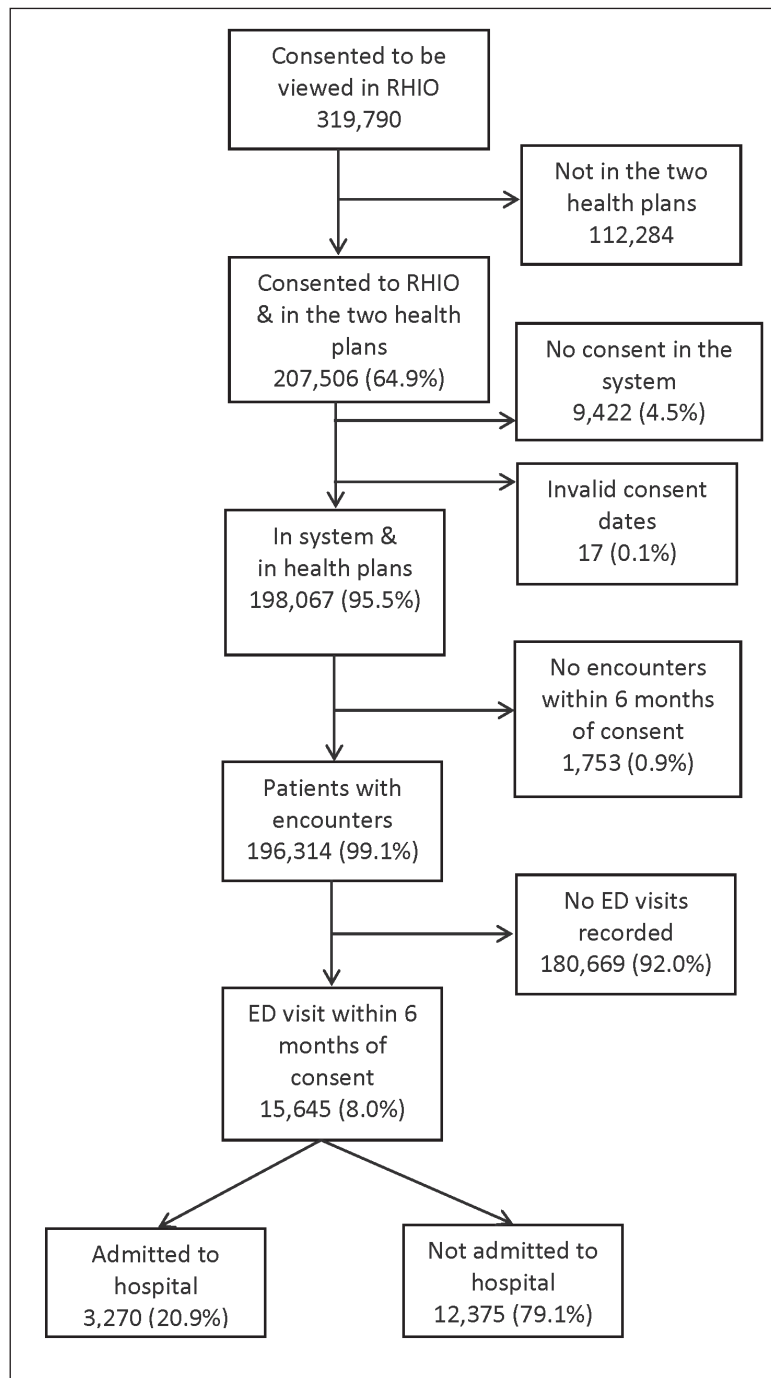 Consented to be
viewed in RHIO
319,790
Not in the two
health plans
112,284
Consented to RHIO
& in the two health
plans
207,506 (64.9%)
No consent in the
system
9,422 (4.5%)
Invalid consent
dates
17 (0.1%)
In system &
in health plans
198,067 (95.5%)
No encounters
within 6 months
of consent
1,753 (0.9%)
Patients with
encounters
196,314 (99.1%)
No ED visits
recorded
180,669 (92.0%)
ED visit within 6
months of
consent
15,645 (8.0%)
Admitted to
hospital
3,270 (20.9%)
Not admitted to
hospital
12,375 (79.1%)